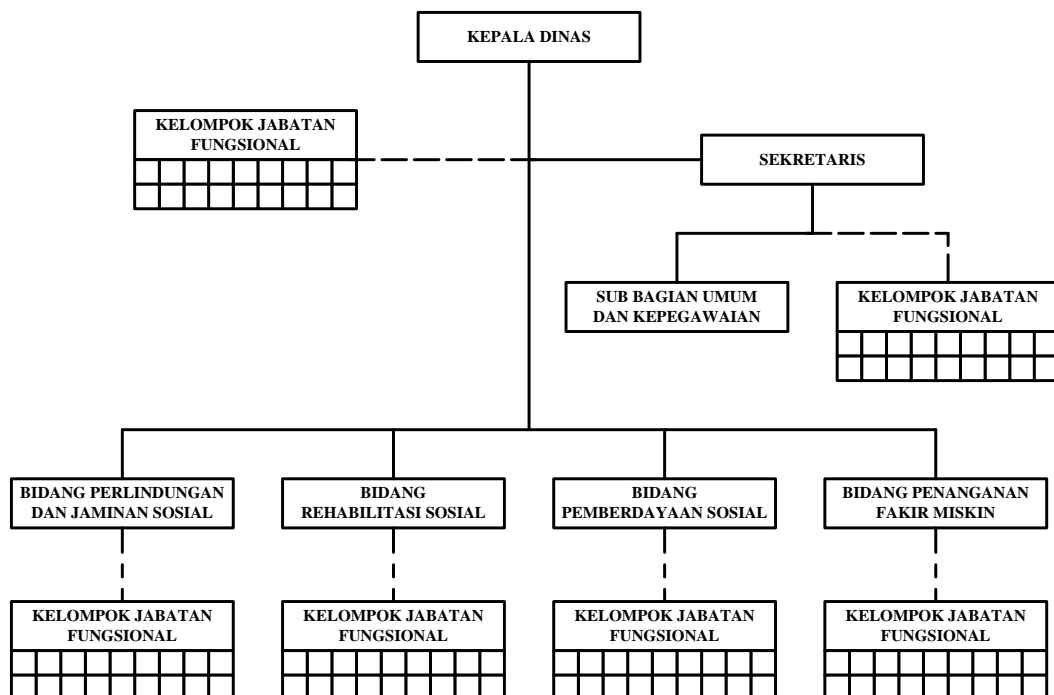 KEPALA DINAS
KELOMPOK JABATAN
FUNGSIONAL
SEKRETARIS
SUB BAGIAN UMUM
DAN KEPEGAWAIAN
KELOMPOK JABATAN
FUNGSIONAL
BIDANG PERLINDUNGAN
DAN JAMINAN SOSIAL
BIDANG
REHABILITASI SOSIAL
BIDANG
PEMBERDAYAAN SOSIAL
BIDANG PENANGANAN
FAKIR MISKIN
KELOMPOK JABATAN
FUNGSIONAL
KELOMPOK JABATAN
FUNGSIONAL
KELOMPOK JABATAN
FUNGSIONAL
KELOMPOK JABATAN
FUNGSIONAL